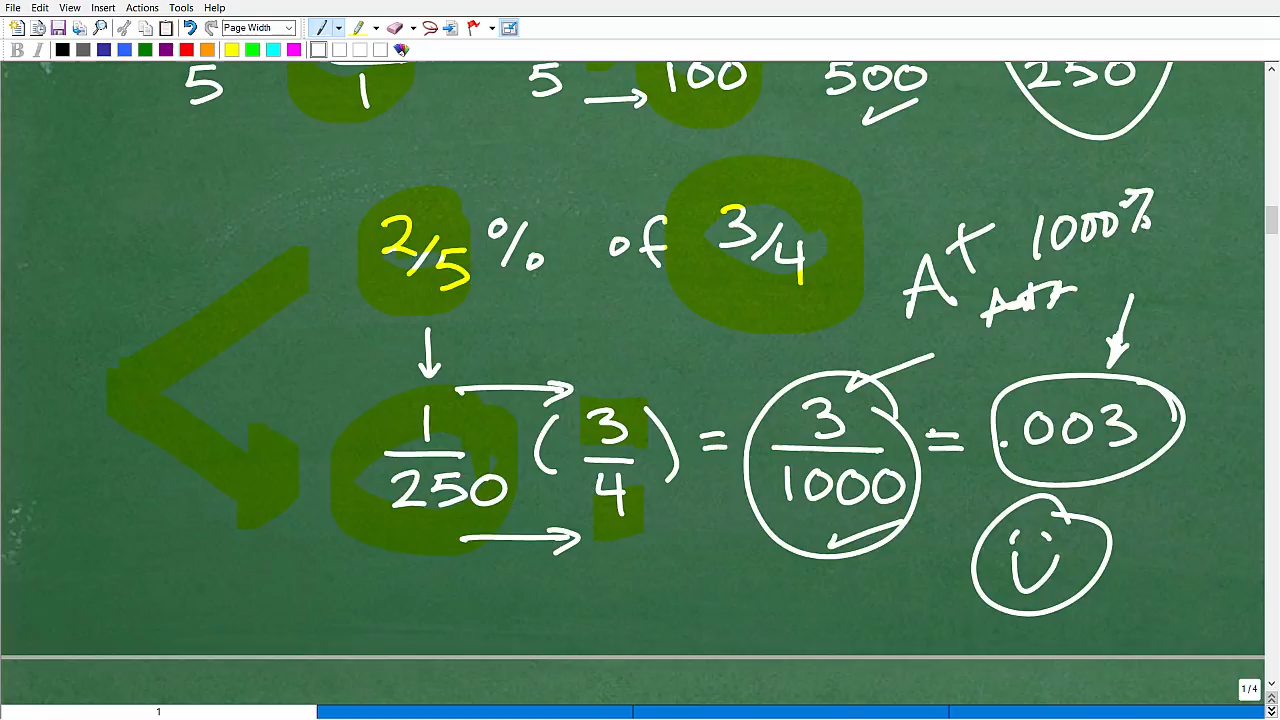 File Edit View Insert Actions Tools Help
Page Width
B I
5 1 5 100 500 250
2/5 % of 3/4
A+ 1000%
1/250 (3/4) = 3/1000 = .003
1/4
1